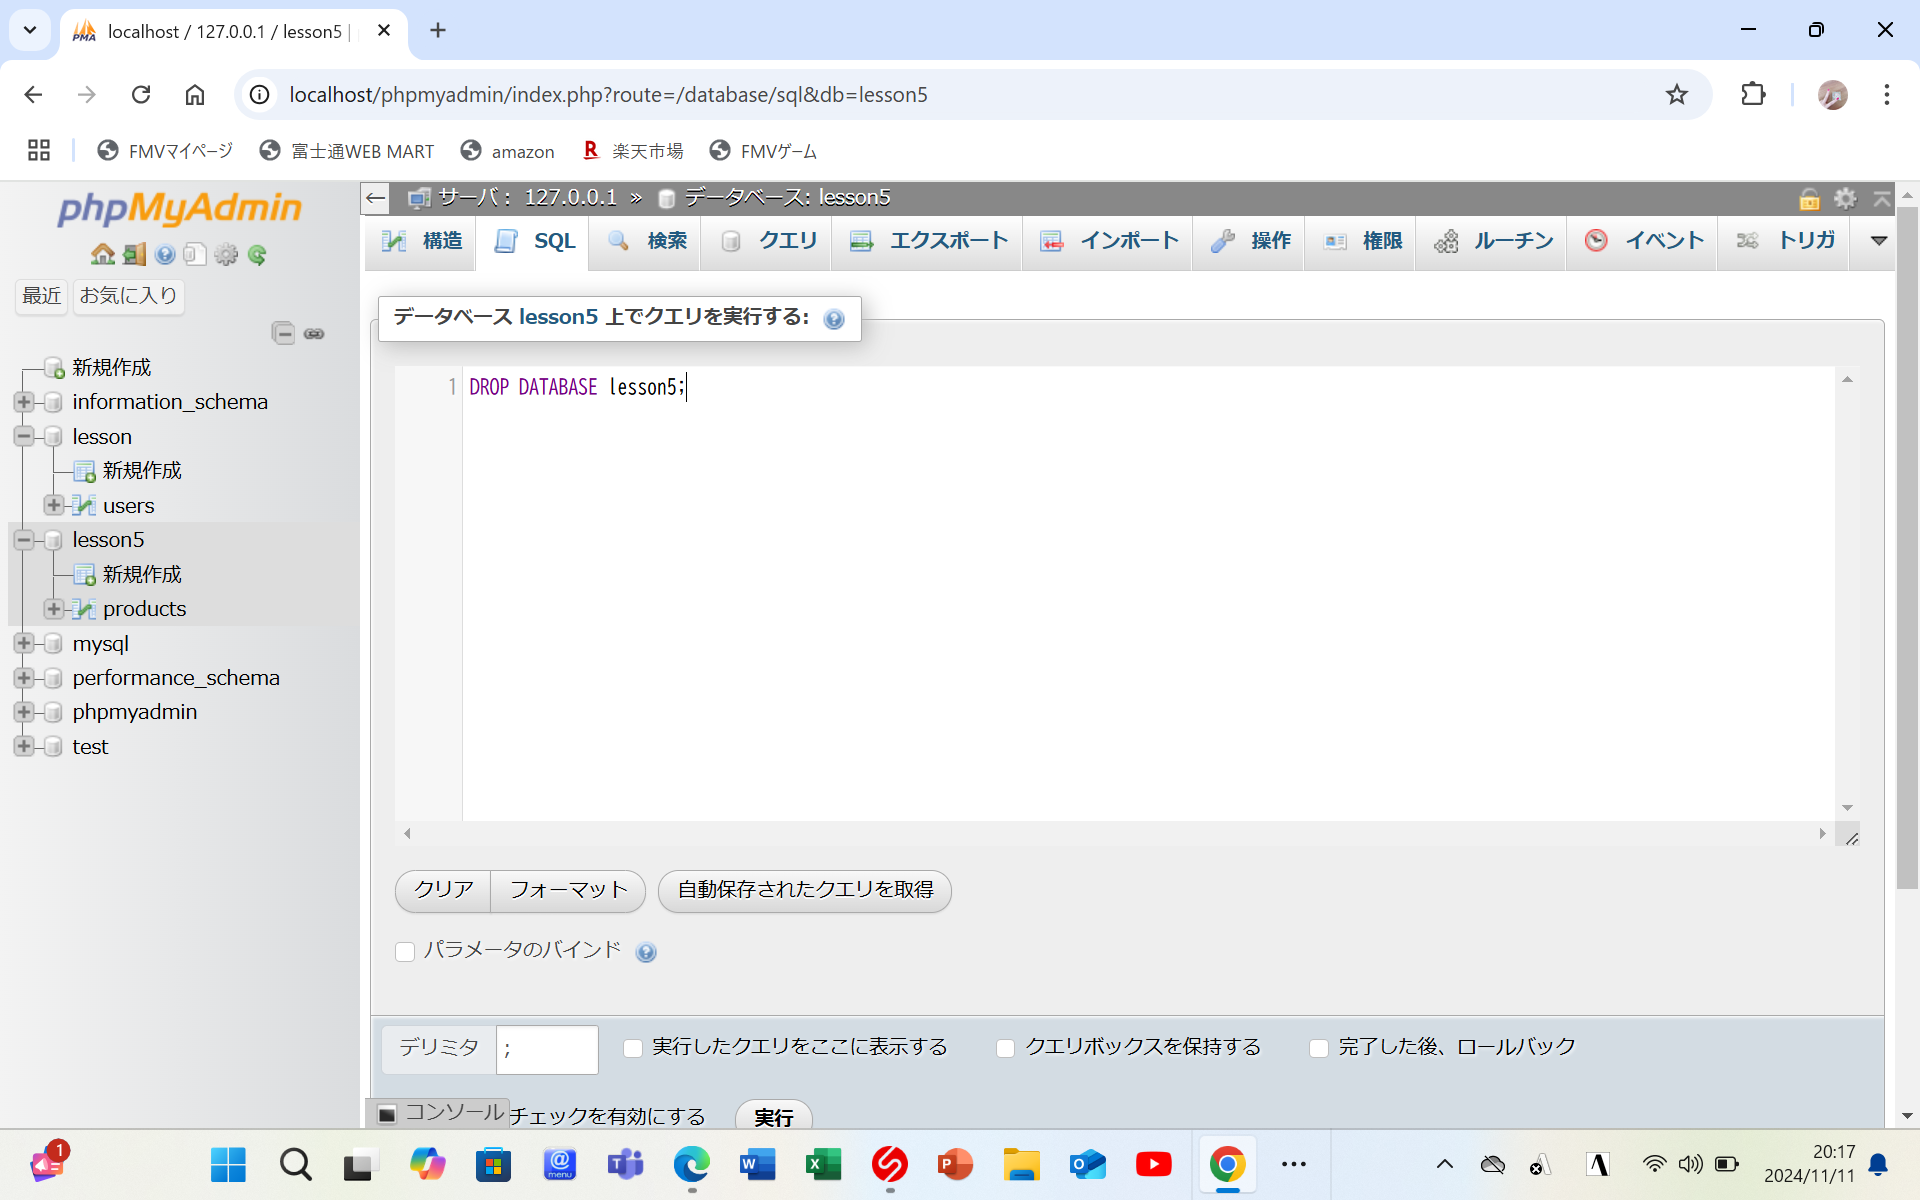 localhost / 127.0.0.1 / lesson5 |
localhost/phpmyadmin/index.php?route=/database/sql&db=lesson5
FMVマイページ 富士通WEB MART amazon 楽天市場 FMVゲーム
phpMyAdmin
最近 お気に入り
新規作成
information_schema
lesson
新規作成
users
lesson5
新規作成
products
mysql
performance_schema
phpmyadmin
test
サーバ: 127.0.0.1 » データベース: lesson5
構造 SQL 検索 クエリ エクスポート インポート 操作 権限 ルーチン イベント トリガ
データベース lesson5 上でクエリを実行する:
1 DROP DATABASE lesson5;
クリア フォーマット 自動保存されたクエリを取得
パラメータのバインド
デリミタ ; 実行したクエリをここに表示する クエリボックスを保持する 完了した後、ロールバック
コンソール チェックを有効にする 実行
1
menu
20:17
2024/11/11